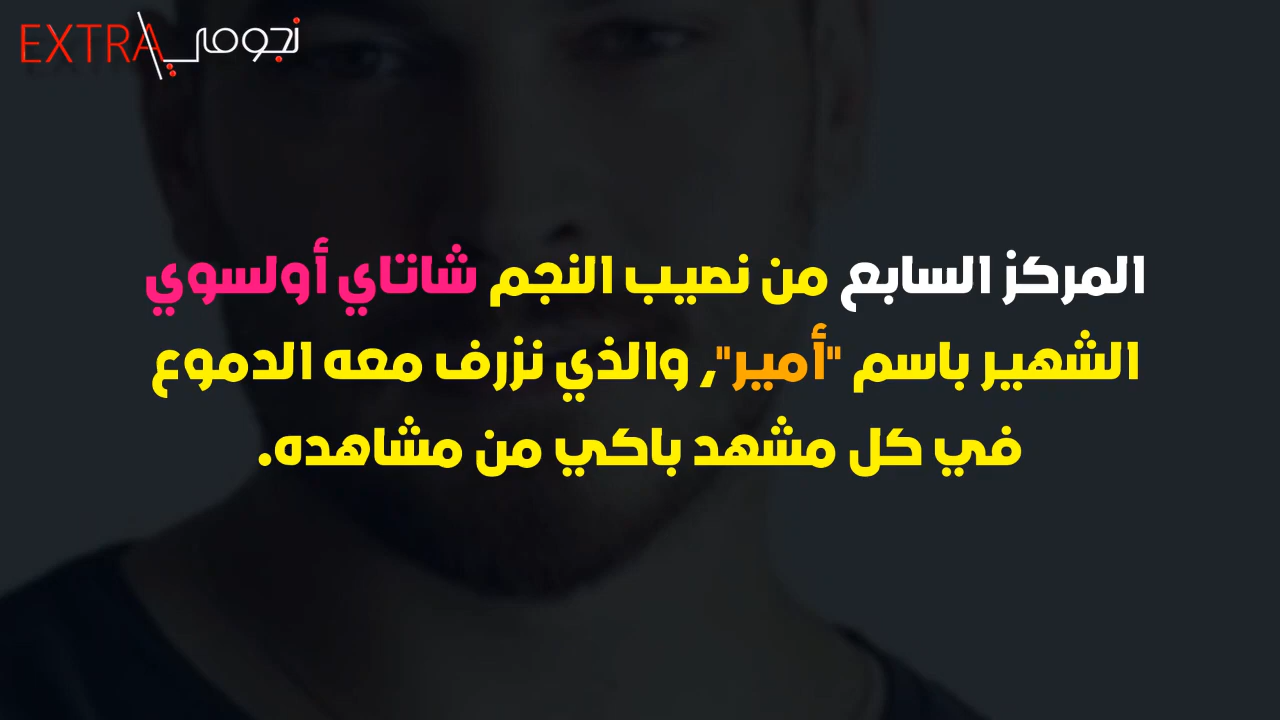 EXTRA نجومي
المركز السابع من نصيب النجم شاتاي أولسوي
الشهير باسم "أمير"، والذي نزرف معه الدموع
في كل مشهد باكي من مشاهده.